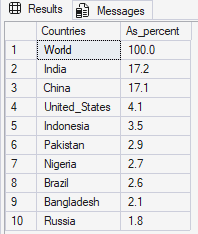 Results Messages
Countries As_percent
1 World 100.0
2 India 17.2
3 China 17.1
4 United_States 4.1
5 Indonesia 3.5
6 Pakistan 2.9
7 Nigeria 2.7
8 Brazil 2.6
9 Bangladesh 2.1
10 Russia 1.8